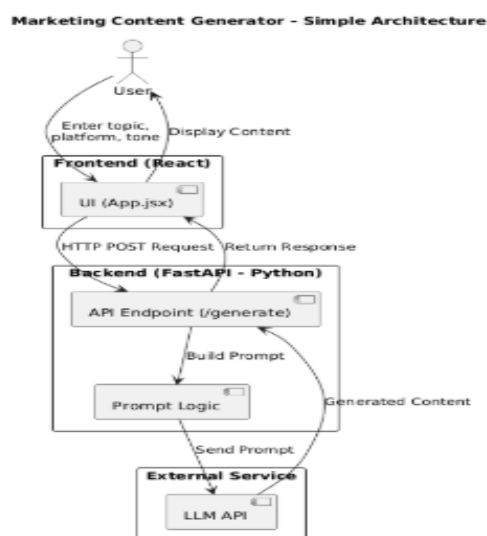 Marketing Content Generator - Simple Architecture
User
Enter topic,
platform, tone
Display Content
Frontend (React)
UI (App.jsx)
HTTP POST Request
Return Response
Backend (FastAPI - Python)
API Endpoint (/generate)
Build Prompt
Prompt Logic
Generated Content
Send Prompt
External Service
LLM API